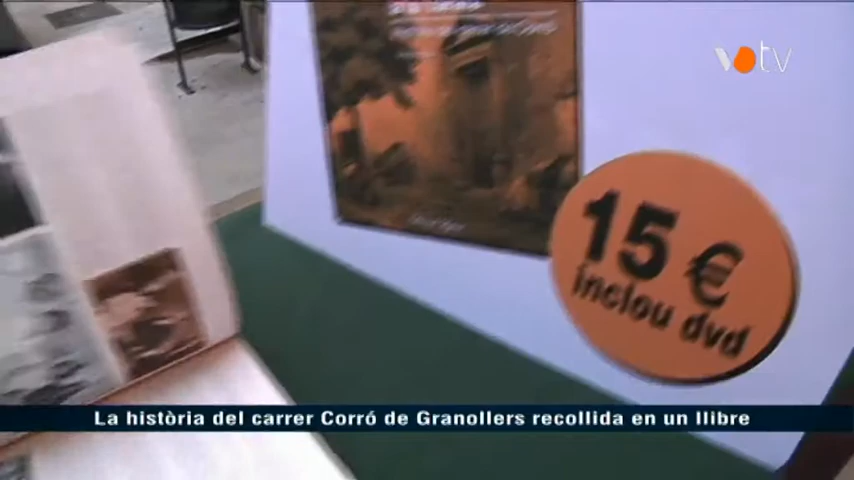 votv
15 €
inclou dvd
La història del carrer Corró de Granollers recollida en un llibre